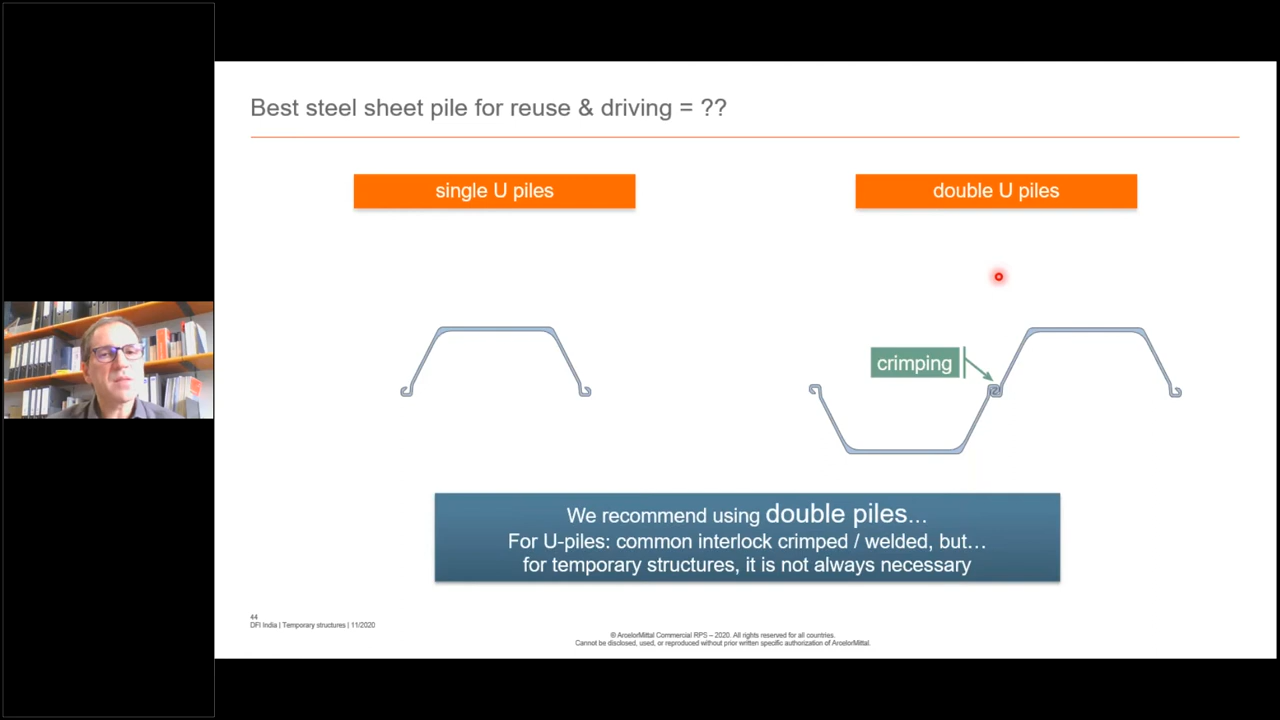 Best steel sheet pile for reuse & driving = ??
single U piles
double U piles
crimping
We recommend using double piles...
For U-piles: common interlock crimped / welded, but...
for temporary structures, it is not always necessary
44
DFI India | Temporary structures | 11/2020
© ArcelorMittal Commercial RPS – 2020. All rights reserved for all countries.
Cannot be disclosed, used, or reproduced without prior written specific authorization of ArcelorMittal.